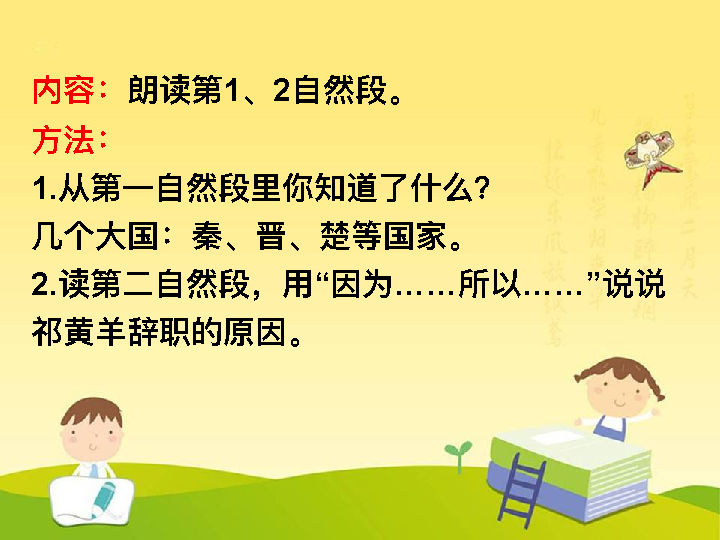 内容：朗读第1、2自然段。
方法：
1.从第一自然段里你知道了什么？
几个大国：秦、晋、楚等国家。
2.读第二自然段，用“因为……所以……”说说
祁黄羊辞职的原因。